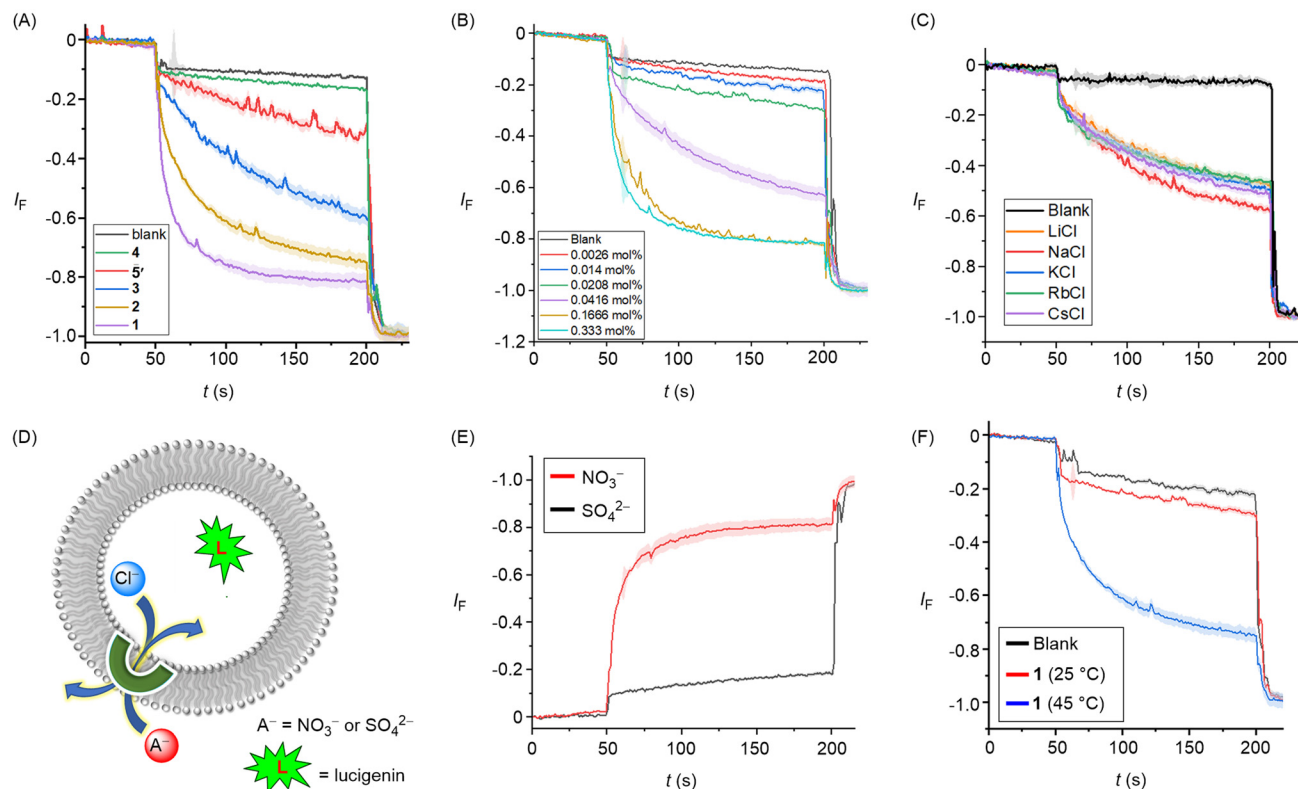 (A)
0
-0.2
-0.4
-0.6
-0.8
-1.0
I_F
blank
4
5′
3
2
1
0 50 100 150 200
t (s)
(B)
0
-0.2
-0.4
-0.6
-0.8
-1.0
-1.2
I_F
Blank
0.0026 mol%
0.014 mol%
0.0208 mol%
0.0416 mol%
0.1666 mol%
0.333 mol%
0 50 100 150 200
t (s)
(C)
0.0
-0.2
-0.4
-0.6
-0.8
-1.0
I_F
Blank
LiCl
NaCl
KCl
RbCl
CsCl
0 50 100 150 200
t (s)
(D)
L
Cl⁻
A⁻
A⁻ = NO₃⁻ or SO₄²⁻
L = lucigenin
(E)
-1.0
-0.8
-0.6
-0.4
-0.2
0
I_F
NO₃⁻
SO₄²⁻
0 50 100 150 200
t (s)
(F)
0
-0.2
-0.4
-0.6
-0.8
-1.0
I_F
Blank
1 (25 °C)
1 (45 °C)
0 50 100 150 200
t (s)